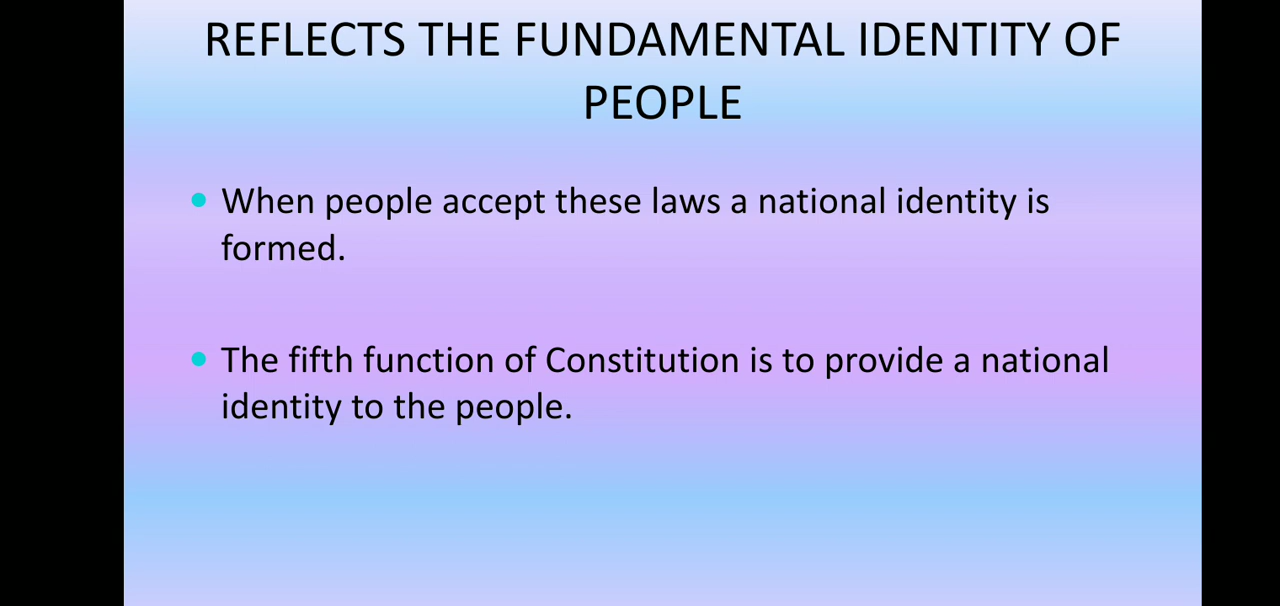 REFLECTS THE FUNDAMENTAL IDENTITY OF
PEOPLE
• When people accept these laws a national identity is
formed.
• The fifth function of Constitution is to provide a national
identity to the people.